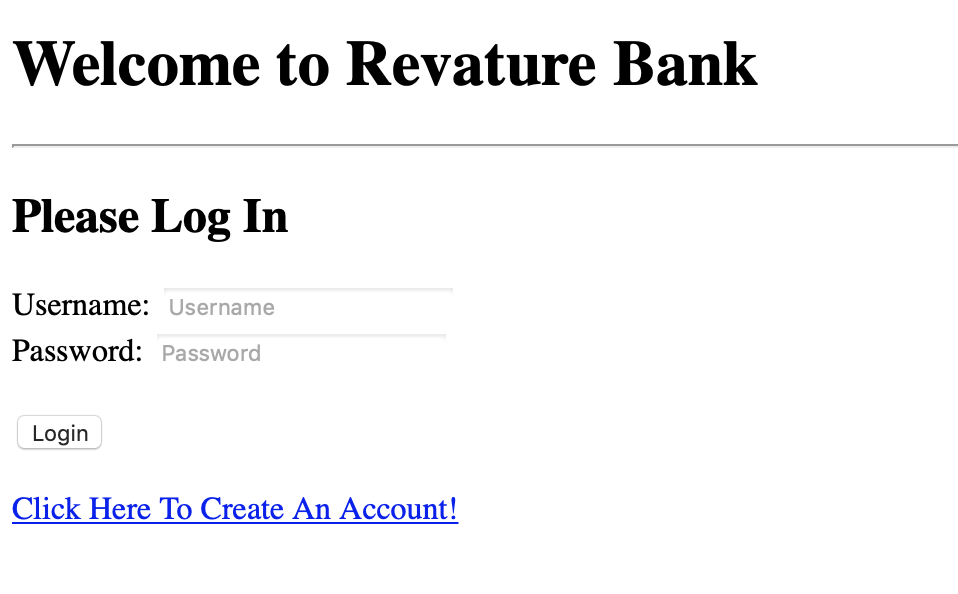 Welcome to Revature Bank
Please Log In
Username: Username
Password: Password
Login
Click Here To Create An Account!